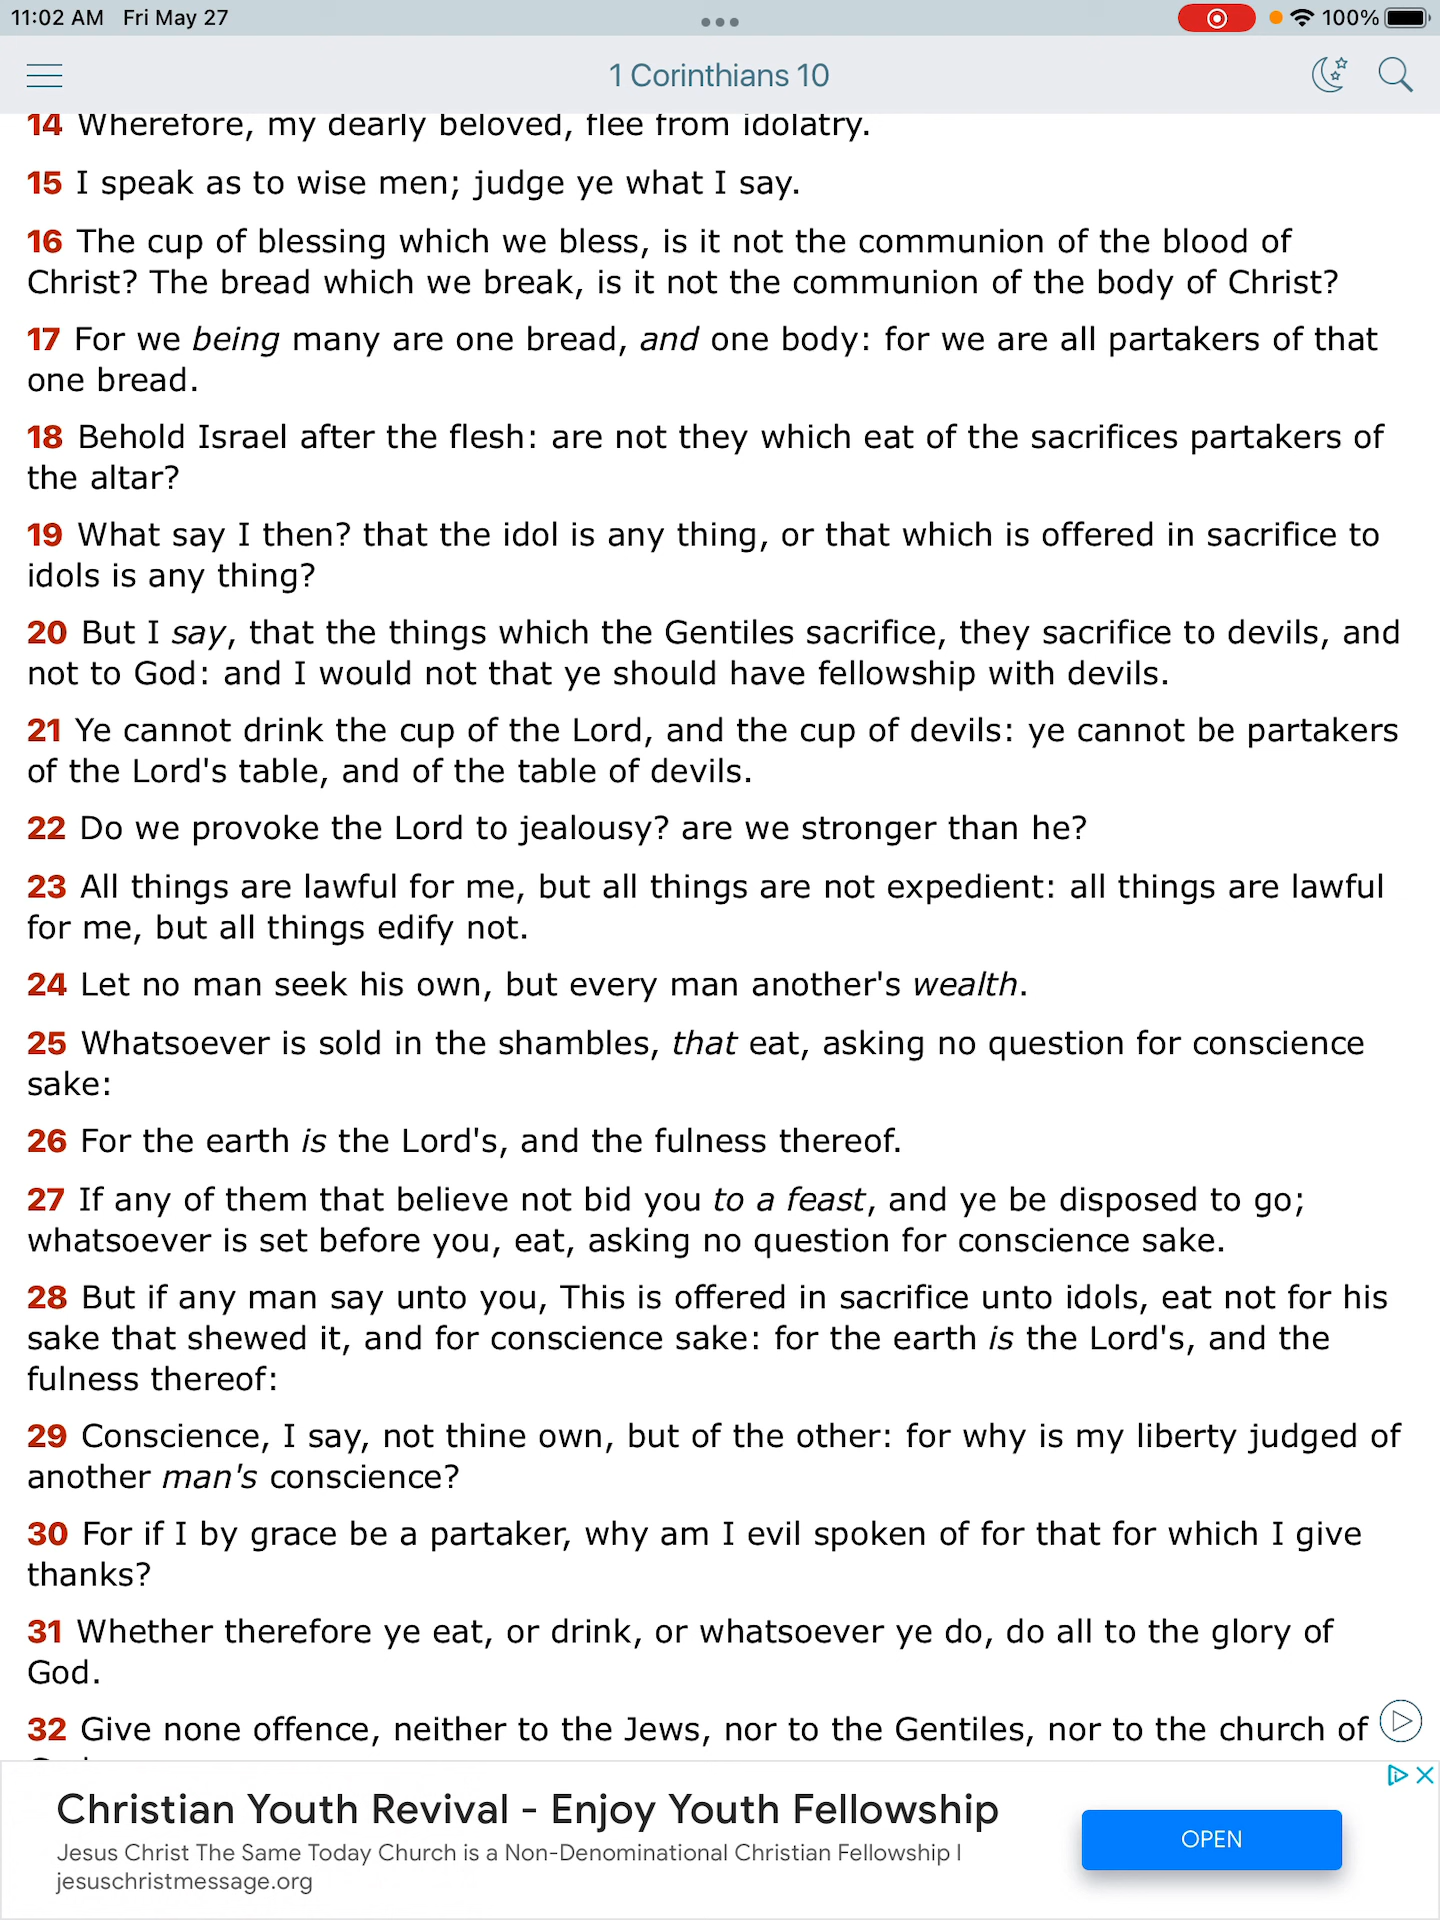 11:02 AM Fri May 27
100%
1 Corinthians 10
14 Wherefore, my dearly beloved, flee from idolatry.
15 I speak as to wise men; judge ye what I say.
16 The cup of blessing which we bless, is it not the communion of the blood of
Christ? The bread which we break, is it not the communion of the body of Christ?
17 For we being many are one bread, and one body: for we are all partakers of that
one bread.
18 Behold Israel after the flesh: are not they which eat of the sacrifices partakers of
the altar?
19 What say I then? that the idol is any thing, or that which is offered in sacrifice to
idols is any thing?
20 But I say, that the things which the Gentiles sacrifice, they sacrifice to devils, and
not to God: and I would not that ye should have fellowship with devils.
21 Ye cannot drink the cup of the Lord, and the cup of devils: ye cannot be partakers
of the Lord's table, and of the table of devils.
22 Do we provoke the Lord to jealousy? are we stronger than he?
23 All things are lawful for me, but all things are not expedient: all things are lawful
for me, but all things edify not.
24 Let no man seek his own, but every man another's wealth.
25 Whatsoever is sold in the shambles, that eat, asking no question for conscience
sake:
26 For the earth is the Lord's, and the fulness thereof.
27 If any of them that believe not bid you to a feast, and ye be disposed to go;
whatsoever is set before you, eat, asking no question for conscience sake.
28 But if any man say unto you, This is offered in sacrifice unto idols, eat not for his
sake that shewed it, and for conscience sake: for the earth is the Lord's, and the
fulness thereof:
29 Conscience, I say, not thine own, but of the other: for why is my liberty judged of
another man's conscience?
30 For if I by grace be a partaker, why am I evil spoken of for that for which I give
thanks?
31 Whether therefore ye eat, or drink, or whatsoever ye do, do all to the glory of
God.
32 Give none offence, neither to the Jews, nor to the Gentiles, nor to the church of
Christian Youth Revival - Enjoy Youth Fellowship
Jesus Christ The Same Today Church is a Non-Denominational Christian Fellowship |
jesuschristmessage.org
OPEN